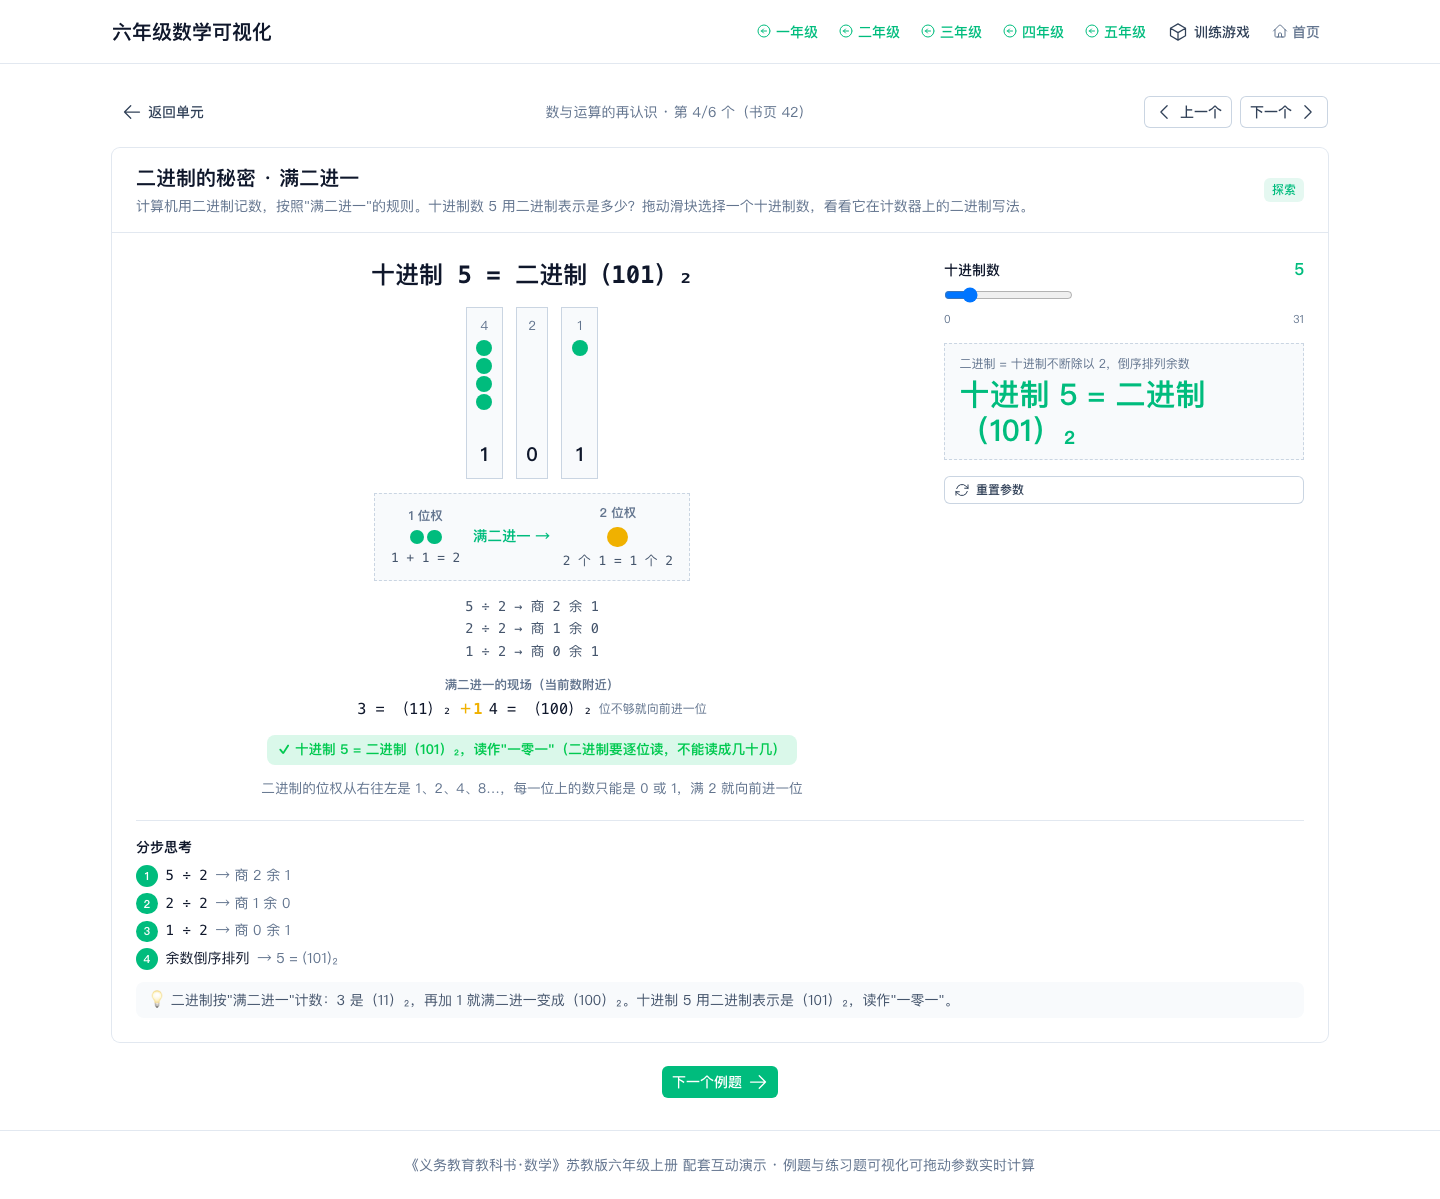 六年级数学可视化
一年级 二年级 三年级 四年级 五年级 训练游戏 首页
返回单元
数与运算的再认识 · 第 4/6 个（书页 42）
上一个
下一个
二进制的秘密 · 满二进一
计算机用二进制记数，按照"满二进一"的规则。十进制数 5 用二进制表示是多少？拖动滑块选择一个十进制数，看看它在计数器上的二进制写法。
探索
十进制 5 = 二进制（101）₂
4 2 1
1 0 1
1 位权
1 + 1 = 2
满二进一 →
2 位权
2 个 1 = 1 个 2
5 ÷ 2 → 商 2 余 1
2 ÷ 2 → 商 1 余 0
1 ÷ 2 → 商 0 余 1
满二进一的现场（当前数附近）
3 = （11）₂ ＋1 4 = （100）₂ 位不够就向前进一位
✓ 十进制 5 = 二进制（101）₂，读作"一零一"（二进制要逐位读，不能读成几十几）
二进制的位权从右往左是 1、2、4、8…，每一位上的数只能是 0 或 1，满 2 就向前进一位
十进制数 5
0 31
二进制 = 十进制不断除以 2，倒序排列余数
十进制 5 = 二进制
（101）₂
重置参数
分步思考
1 5 ÷ 2 → 商 2 余 1
2 2 ÷ 2 → 商 1 余 0
3 1 ÷ 2 → 商 0 余 1
4 余数倒序排列 → 5 = (101)₂
二进制按"满二进一"计数：3 是（11）₂，再加 1 就满二进一变成（100）₂。十进制 5 用二进制表示是（101）₂，读作"一零一"。
下一个例题
《义务教育教科书·数学》苏教版六年级上册 配套互动演示 · 例题与练习题可视化可拖动参数实时计算